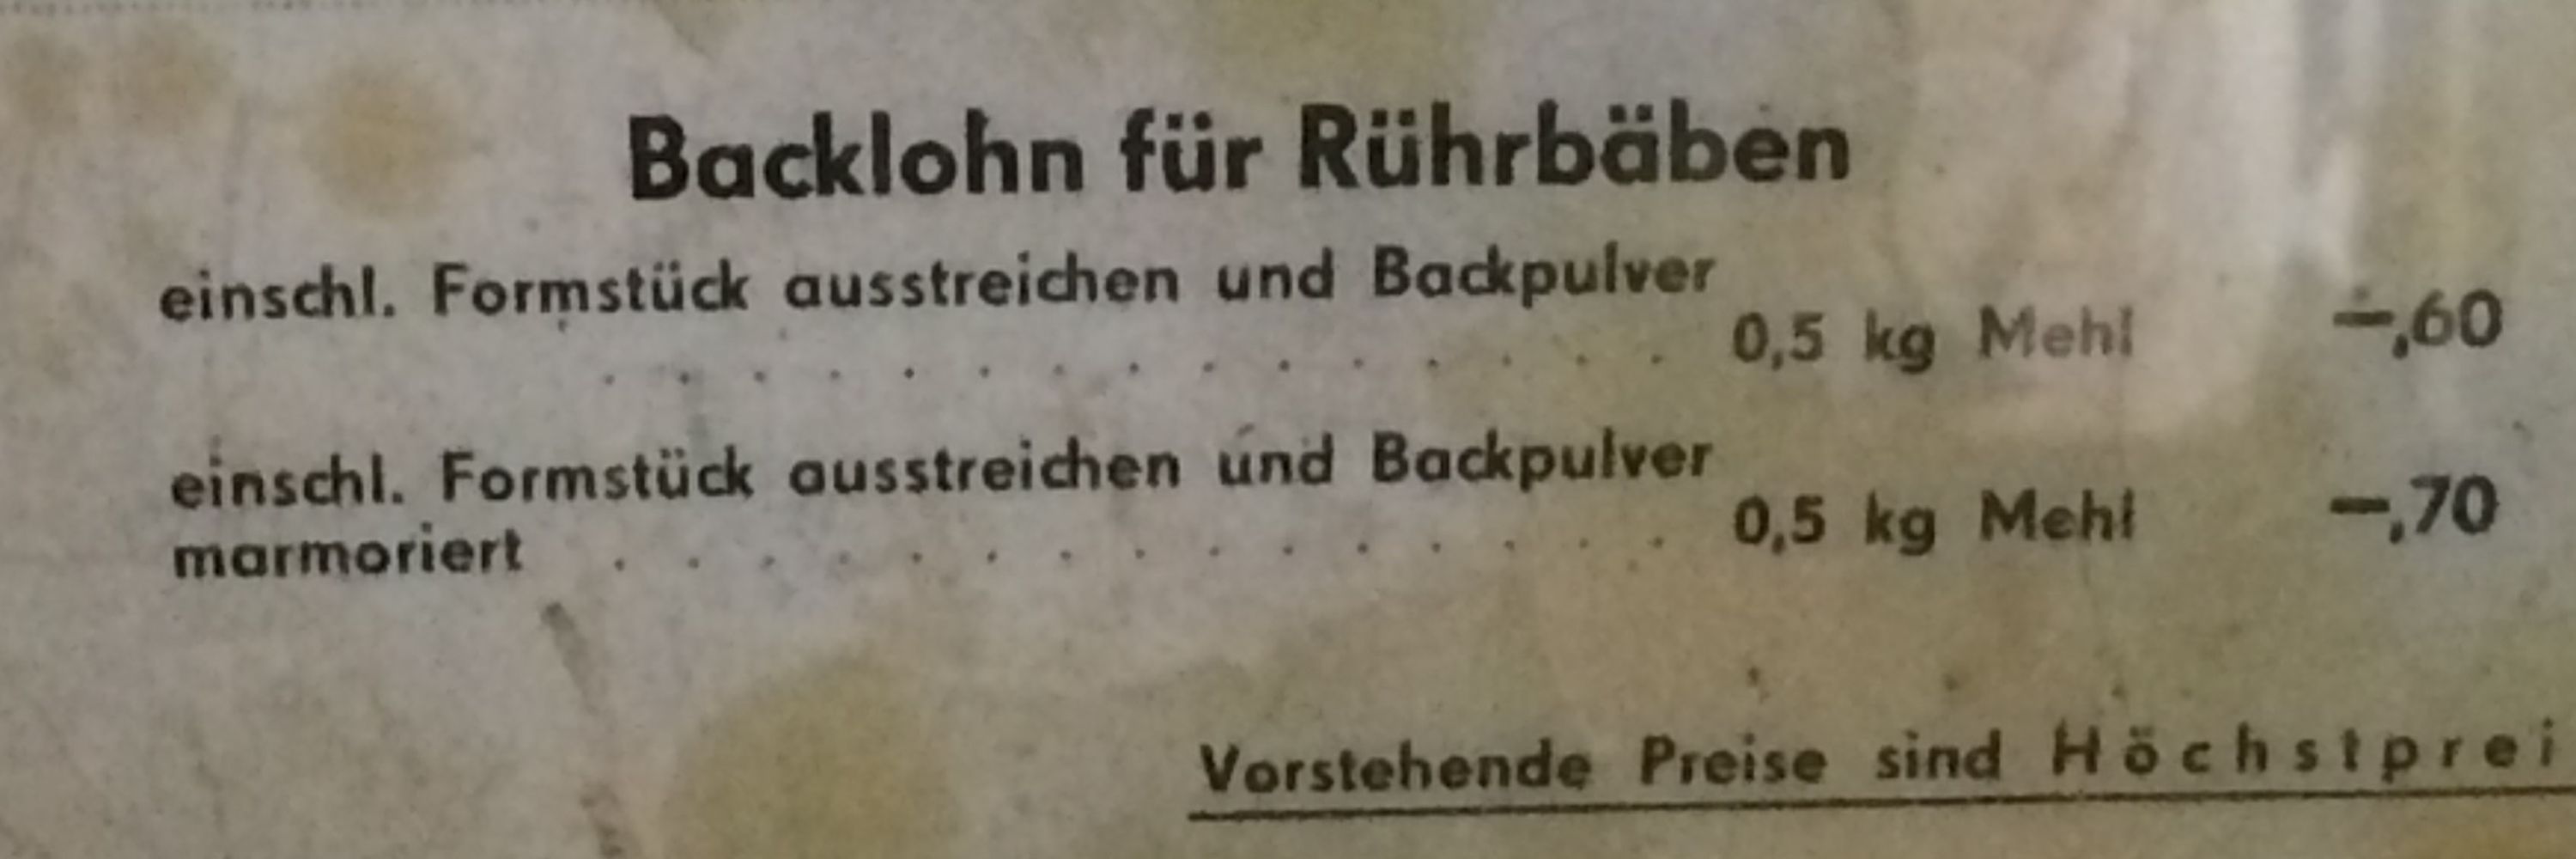 Backlohn für Rührbäben
einschl. Formstück ausstreichen und Backpulver
. . . . . . . . . . . . . . . 0,5 kg Mehl —,60
einschl. Formstück ausstreichen und Backpulver
marmoriert . . . . . . . . . . . . . . . 0,5 kg Mehl —,70
Vorstehende Preise sind Höchstprei